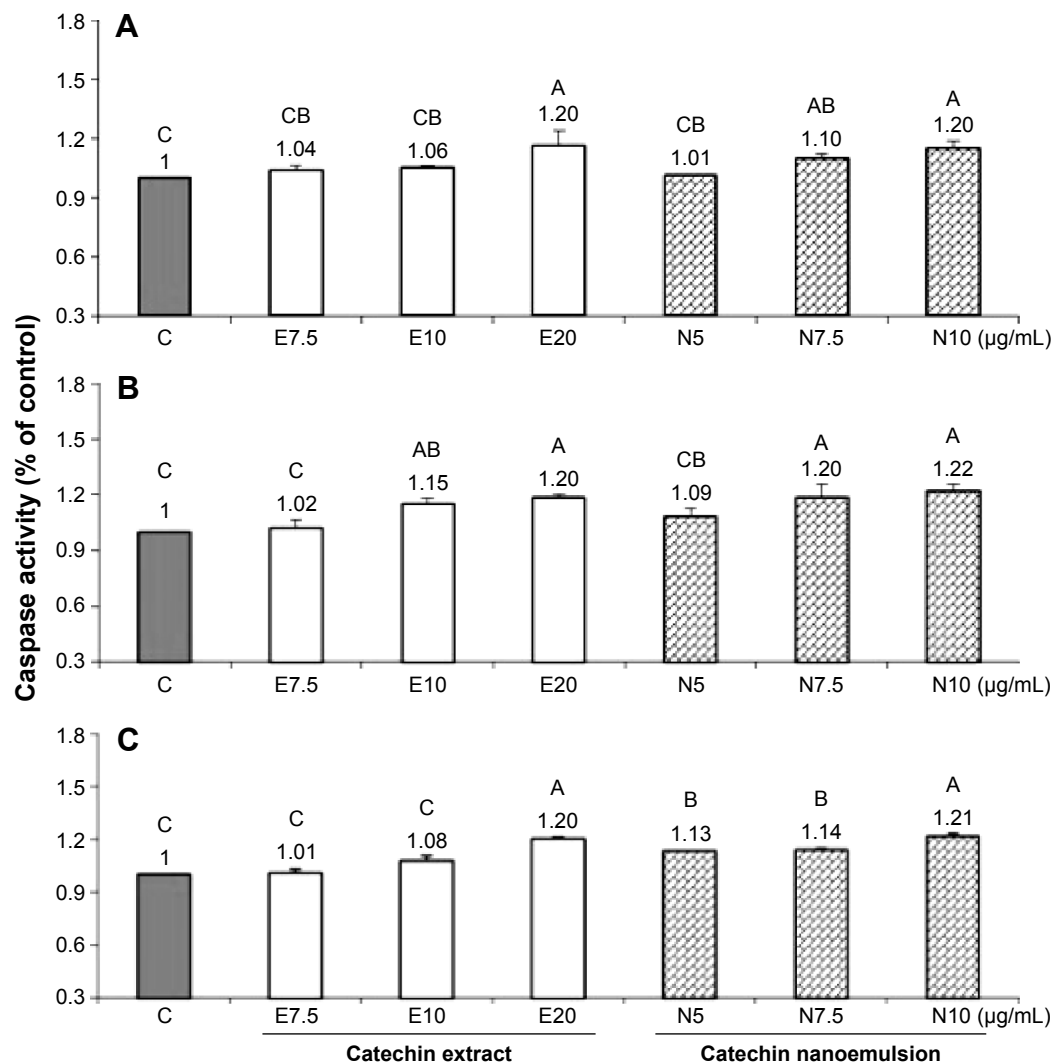 Caspase activity (% of control)
A
1.8
1.5
1.2
0.9
0.6
0.3
C CB CB A CB AB A
1 1.04 1.06 1.20 1.01 1.10 1.20
C E7.5 E10 E20 N5 N7.5 N10 (µg/mL)
B
1.8
1.5
1.2
0.9
0.6
0.3
C C AB A CB A A
1 1.02 1.15 1.20 1.09 1.20 1.22
C E7.5 E10 E20 N5 N7.5 N10 (µg/mL)
C
1.8
1.5
1.2
0.9
0.6
0.3
C C C A B B A
1 1.01 1.08 1.20 1.13 1.14 1.21
C E7.5 E10 E20 N5 N7.5 N10 (µg/mL)
Catechin extract Catechin nanoemulsion